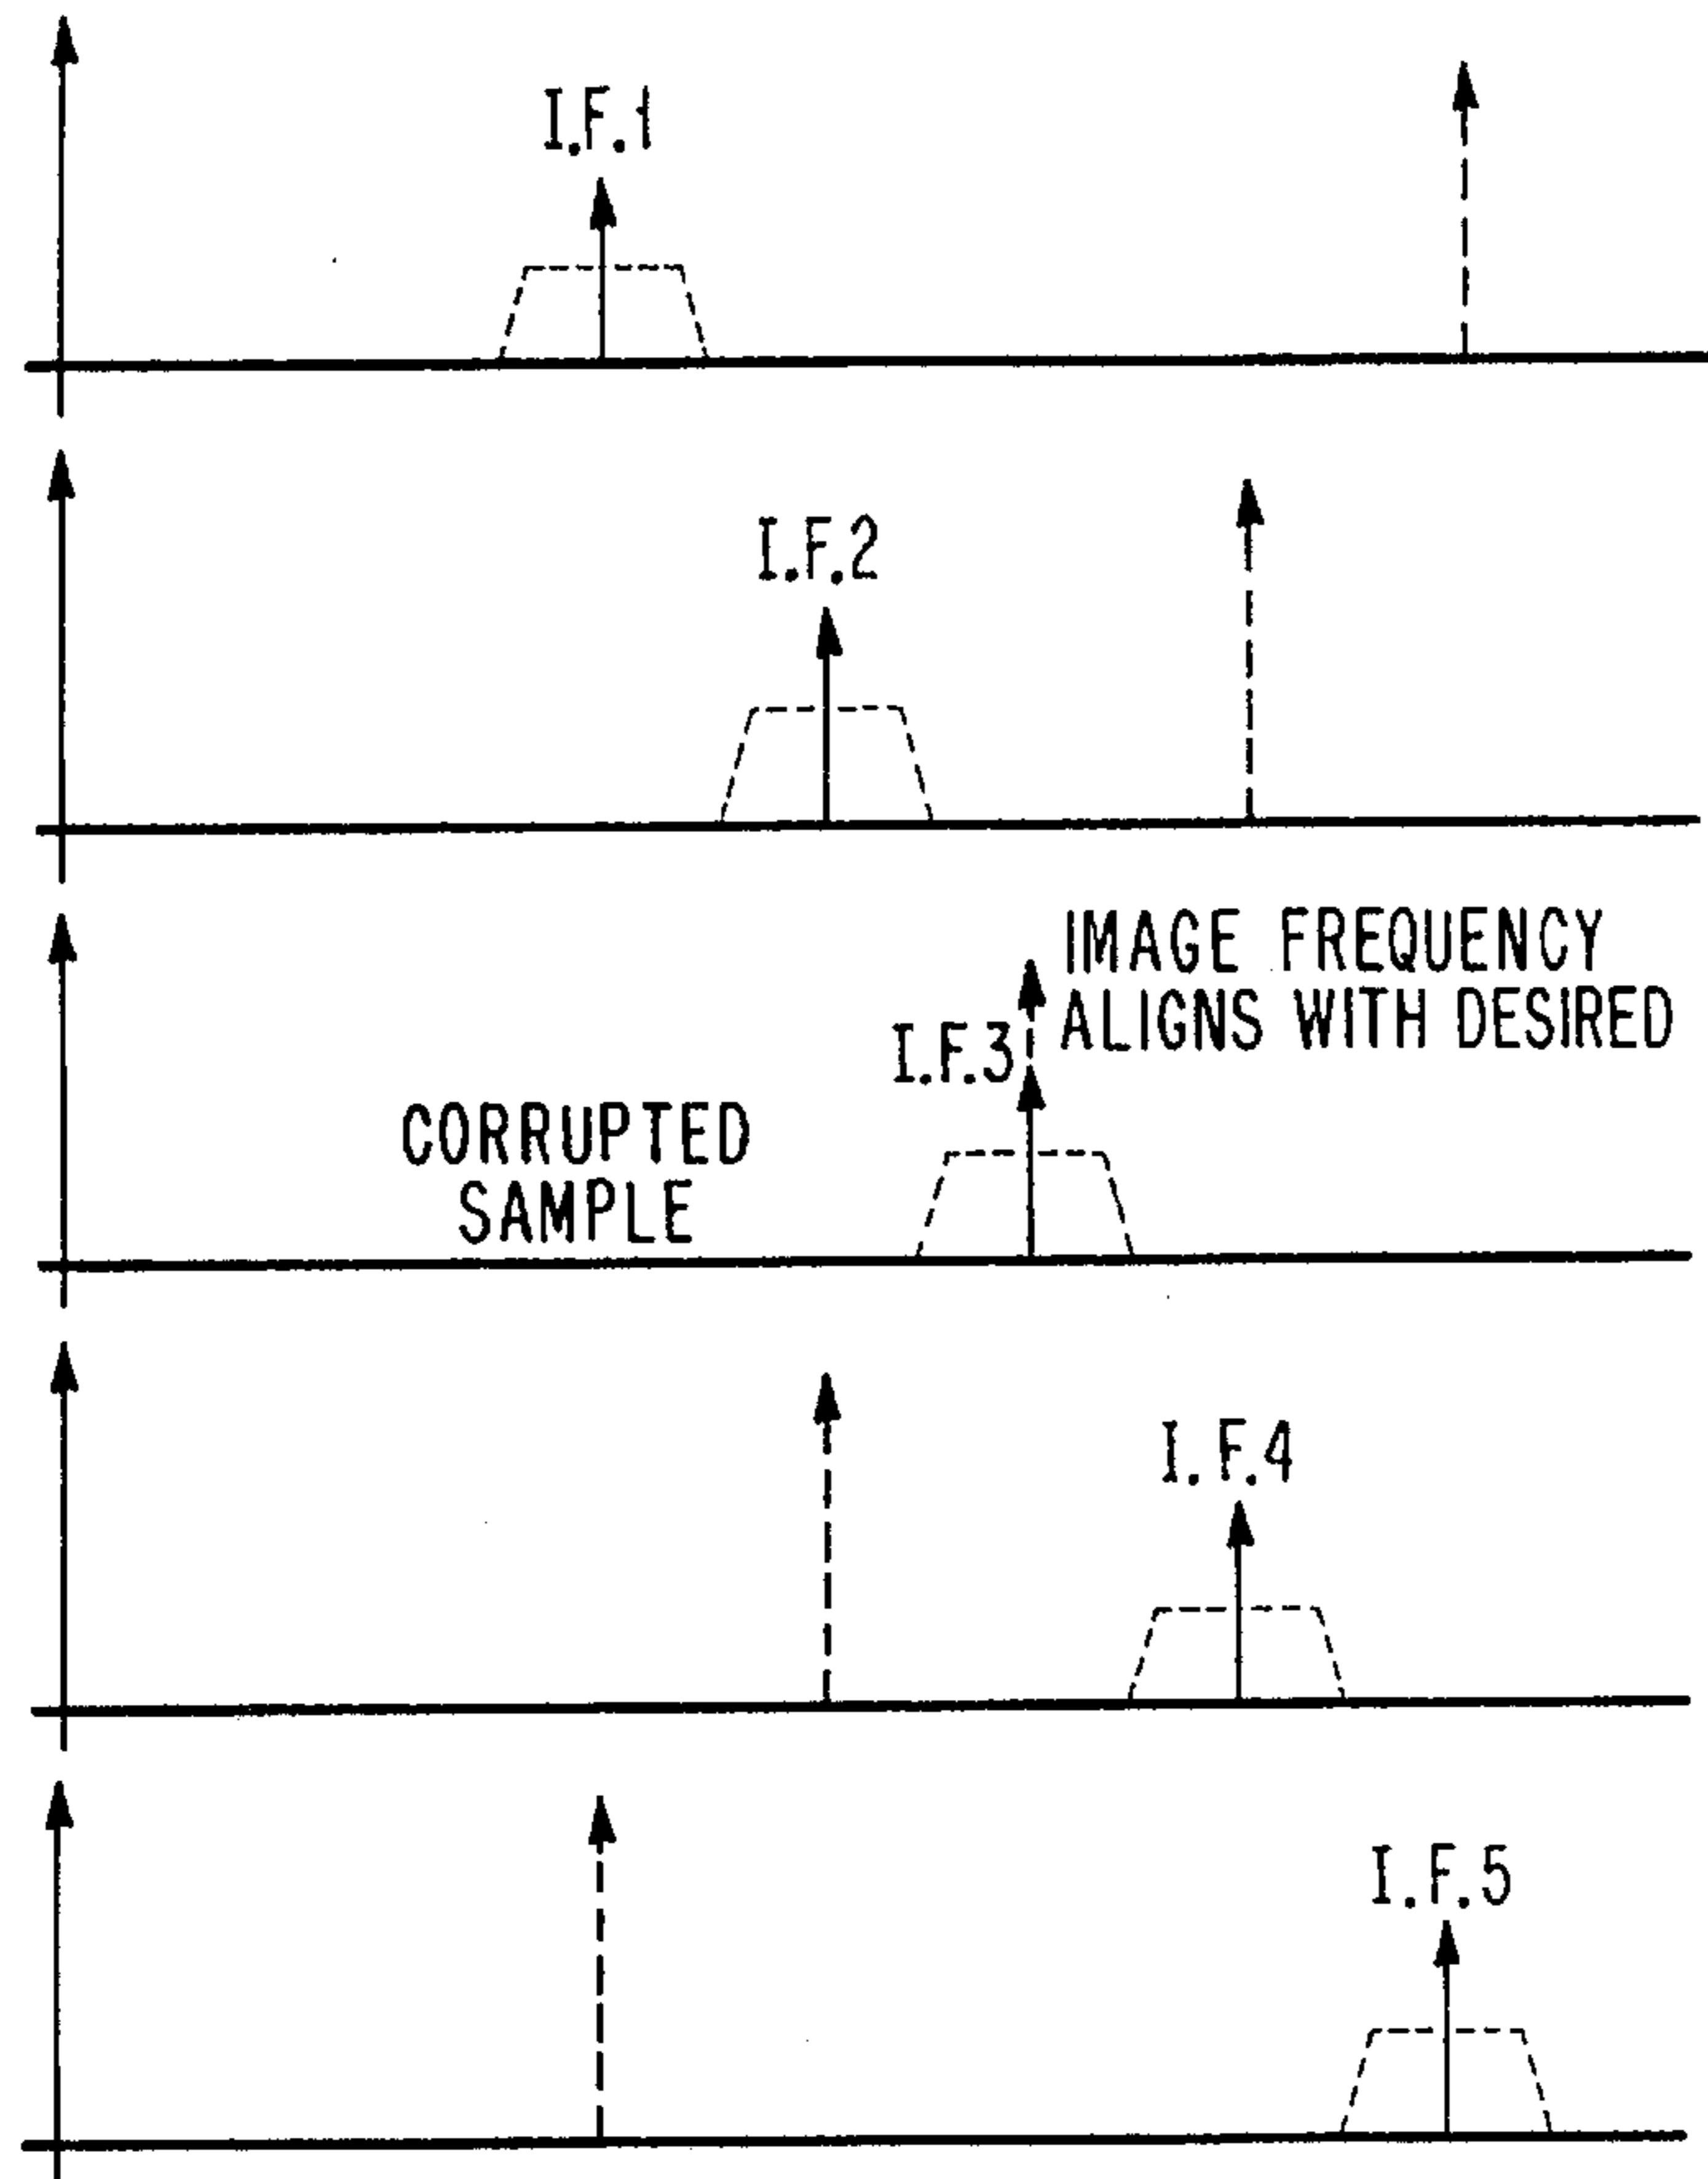 I.F.1
I.F.2
IMAGE FREQUENCY
ALIGNS WITH DESIRED
I.F.3
CORRUPTED
SAMPLE
I.F.4
I.F.5